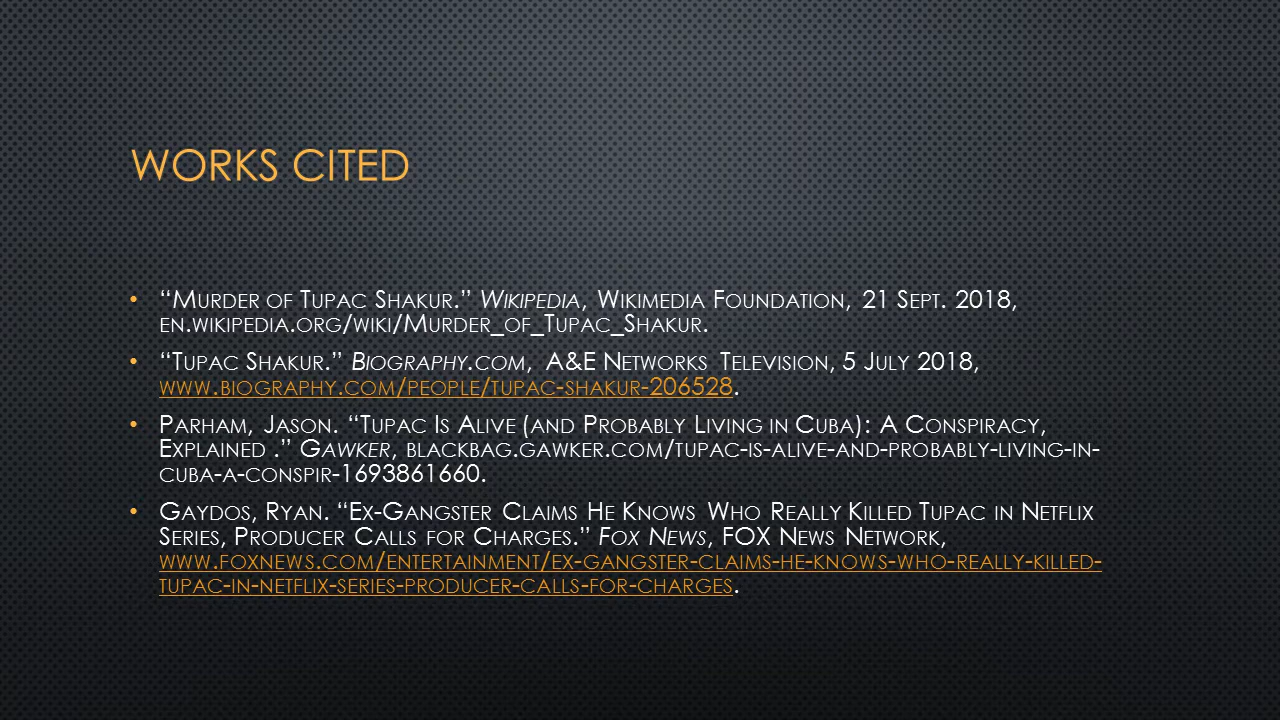 WORKS CITED
• “Murder of Tupac Shakur.” Wikipedia, Wikimedia Foundation, 21 Sept. 2018,
en.wikipedia.org/wiki/Murder_of_Tupac_Shakur.
• “Tupac Shakur.” Biography.com, A&E Networks Television, 5 July 2018,
www.biography.com/people/tupac-shakur-206528.
• Parham, Jason. “Tupac Is Alive (and Probably Living in Cuba): A Conspiracy,
Explained .” Gawker, blackbag.gawker.com/tupac-is-alive-and-probably-living-in-
cuba-a-conspir-1693861660.
• Gaydos, Ryan. “Ex-Gangster Claims He Knows Who Really Killed Tupac in Netflix
Series, Producer Calls for Charges.” Fox News, FOX News Network,
www.foxnews.com/entertainment/ex-gangster-claims-he-knows-who-really-killed-
tupac-in-netflix-series-producer-calls-for-charges.